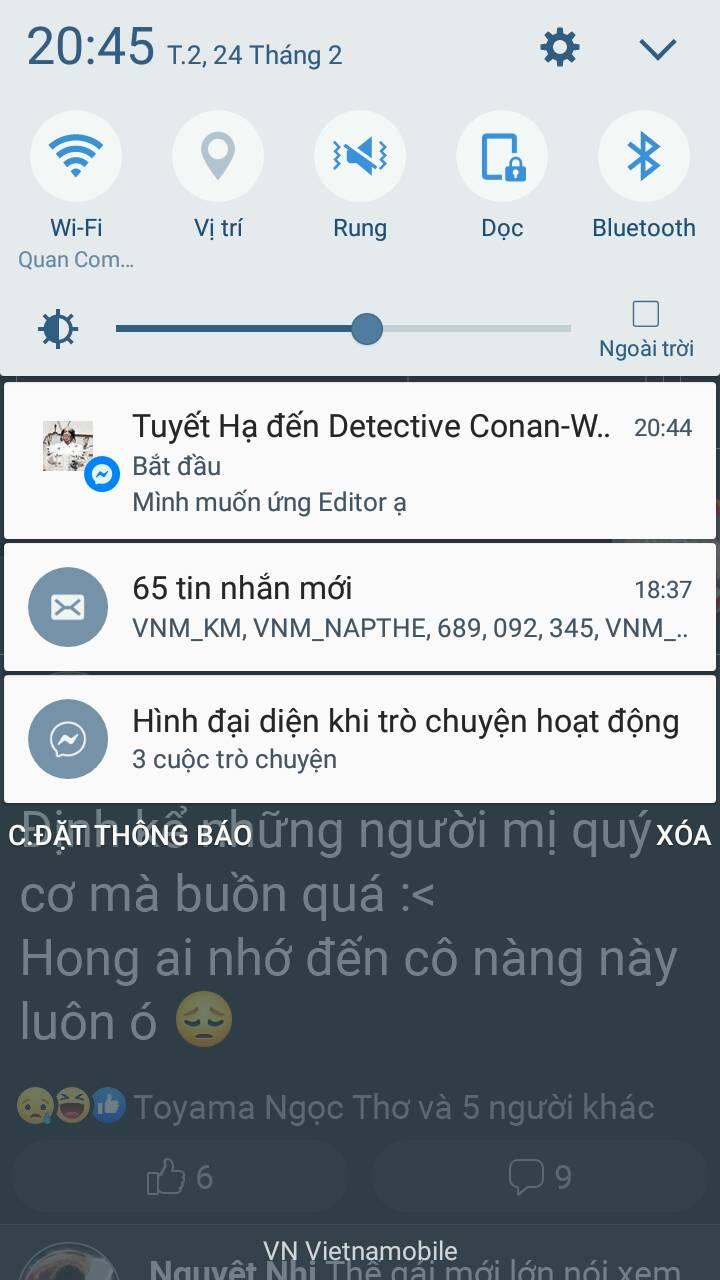 20:45 T.2, 24 Tháng 2
Wi-Fi Vị trí Rung Dọc Bluetooth
Quan Com...
Ngoài trời
Tuyết Hạ đến Detective Conan-W.. 20:44
Bắt đầu
Mình muốn ứng Editor ạ
65 tin nhắn mới 18:37
VNM_KM, VNM_NAPTHE, 689, 092, 345, VNM_..
Hình đại diện khi trò chuyện hoạt động
3 cuộc trò chuyện
C.ĐẶT THÔNG BÁO XÓA
Định kể những người mị quý
cơ mà buồn quá :<
Hong ai nhớ đến cô nàng này
luôn ó 😔
Toyama Ngọc Thơ và 5 người khác
6 9
VN Vietnamobile
Nguyệt Nhi Thế gái mới lớn nói xem